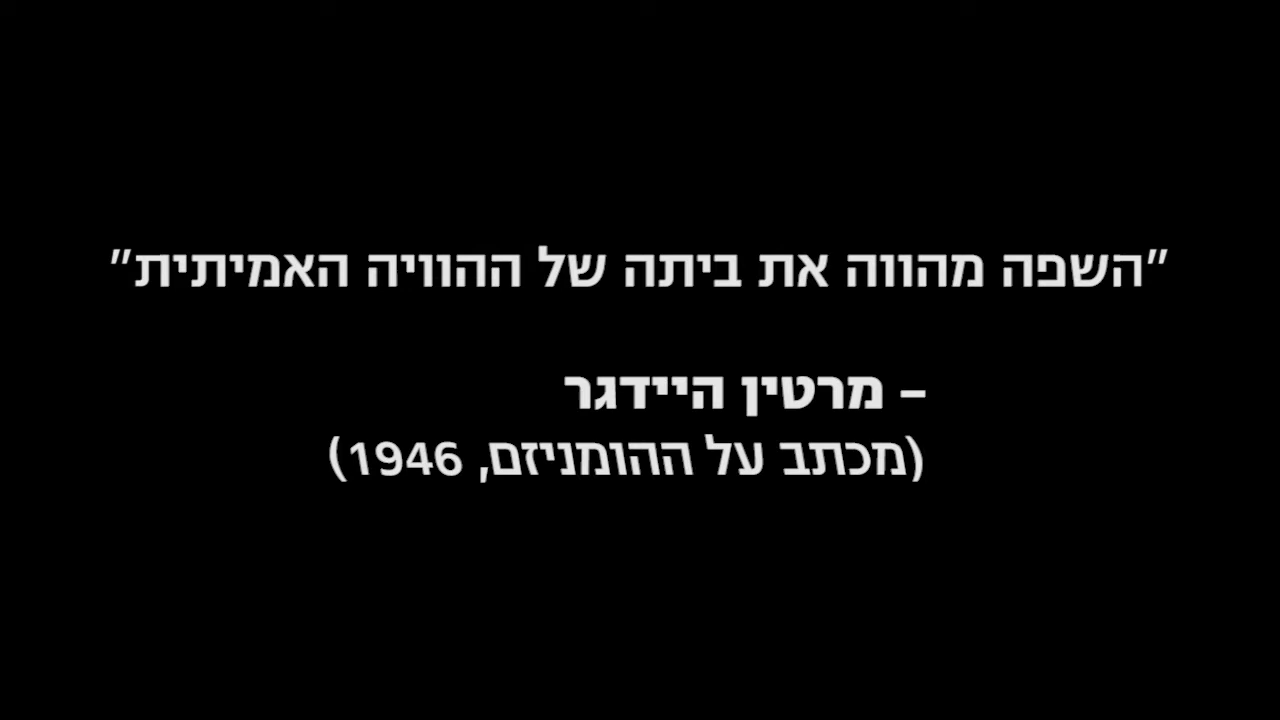 "השפה מהווה את ביתה של ההוויה האמיתית"
– מרטין היידגר
(מכתב על ההומניזם, 1946)